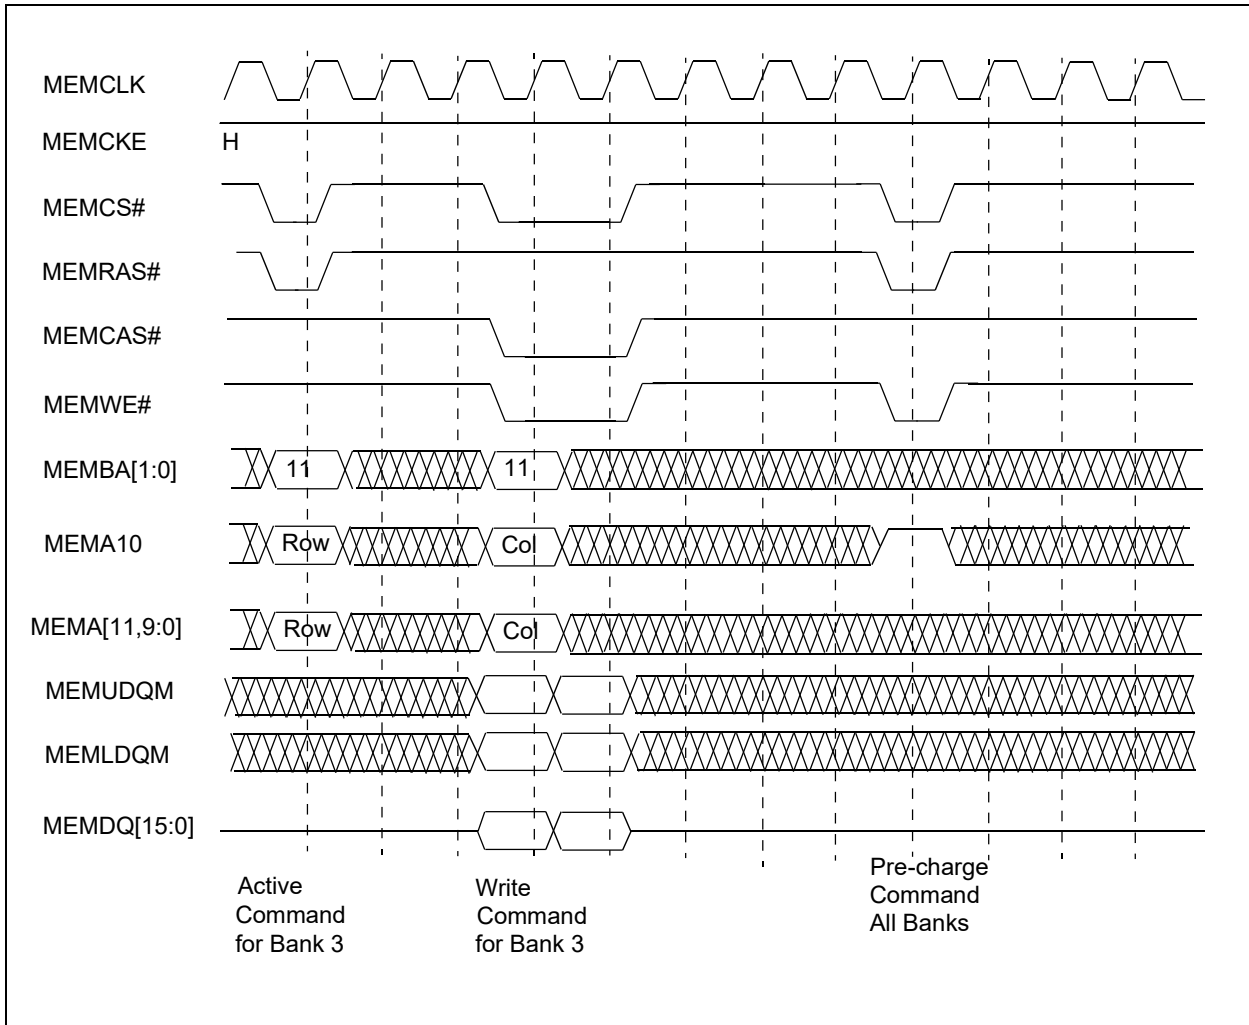 MEMCLK
MEMCKE H
MEMCS#
MEMRAS#
MEMCAS#
MEMWE#
MEMBA[1:0] 11 11
MEMA10 Row Col
MEMA[11,9:0] Row Col
MEMUDQM
MEMLDQM
MEMDQ[15:0]
Active
Command
for Bank 3
Write
Command
for Bank 3
Pre-charge
Command
All Banks